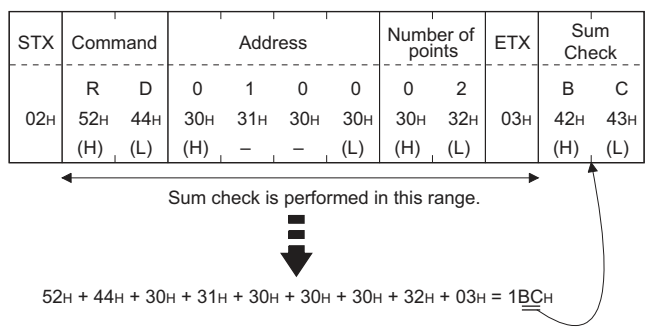 STX Command Address Number of points ETX Sum Check
R D 0 1 0 0 0 2 B C
02H 52H 44H 30H 31H 30H 30H 30H 32H 03H 42H 43H
(H) (L) (H) – – (L) (H) (L) (H) (L)
Sum check is performed in this range.
52H + 44H + 30H + 31H + 30H + 30H + 30H + 32H + 03H = 1BCH